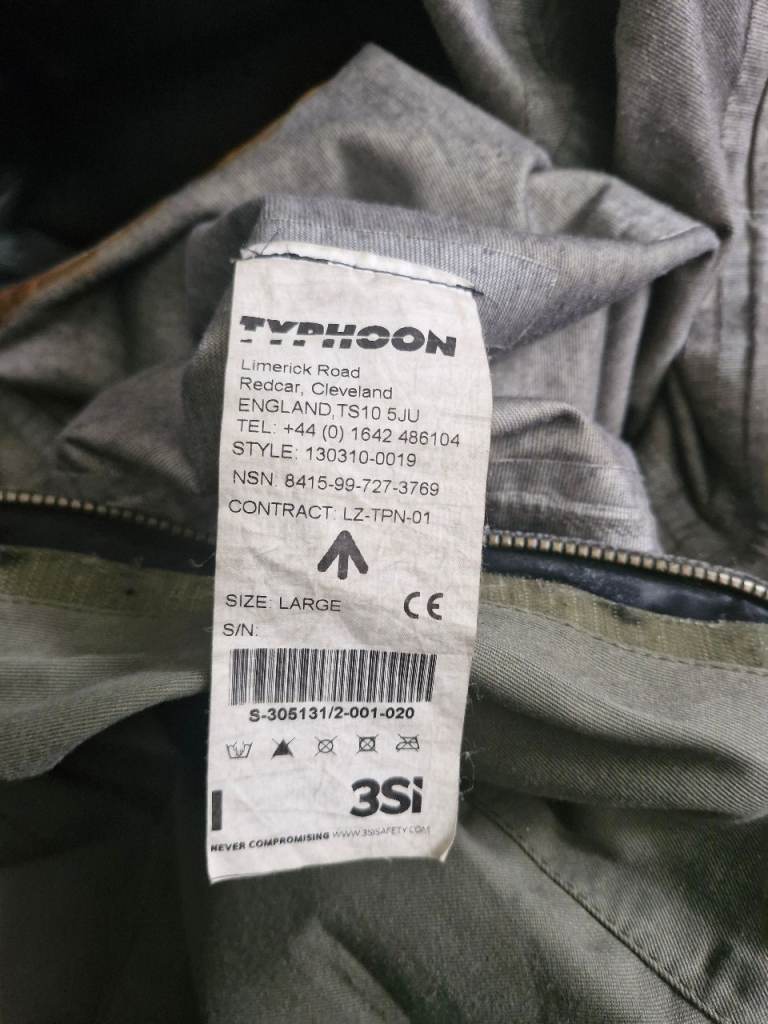 TYPHOON
Limerick Road
Redcar, Cleveland
ENGLAND,TS10 5JU
TEL: +44 (0) 1642 486104
STYLE: 130310-0019
NSN: 8415-99-727-3769
CONTRACT: LZ-TPN-01
SIZE: LARGE CE
S/N:
S-305131/2-001-020
3Si
NEVER COMPROMISING WWW.3SISAFETY.COM